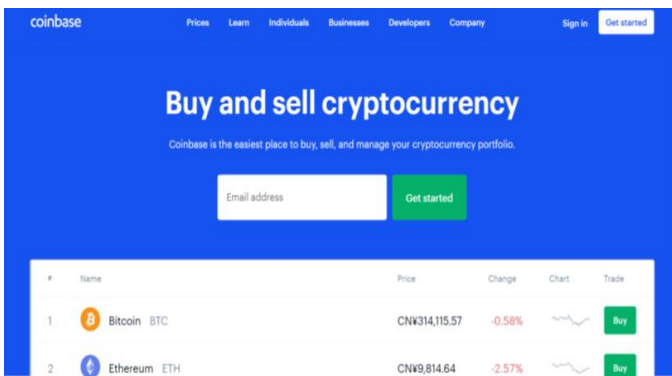 coinbase Prices Learn Individuals Businesses Developers Company Sign in Get started
Buy and sell cryptocurrency
Coinbase is the easiest place to buy, sell, and manage your cryptocurrency portfolio.
Email address Get started
# Name Price Change Chart Trade
1 Bitcoin BTC CN¥314,115.57 -0.56% Buy
2 Ethereum ETH CN¥9,814.64 -2.57% Buy